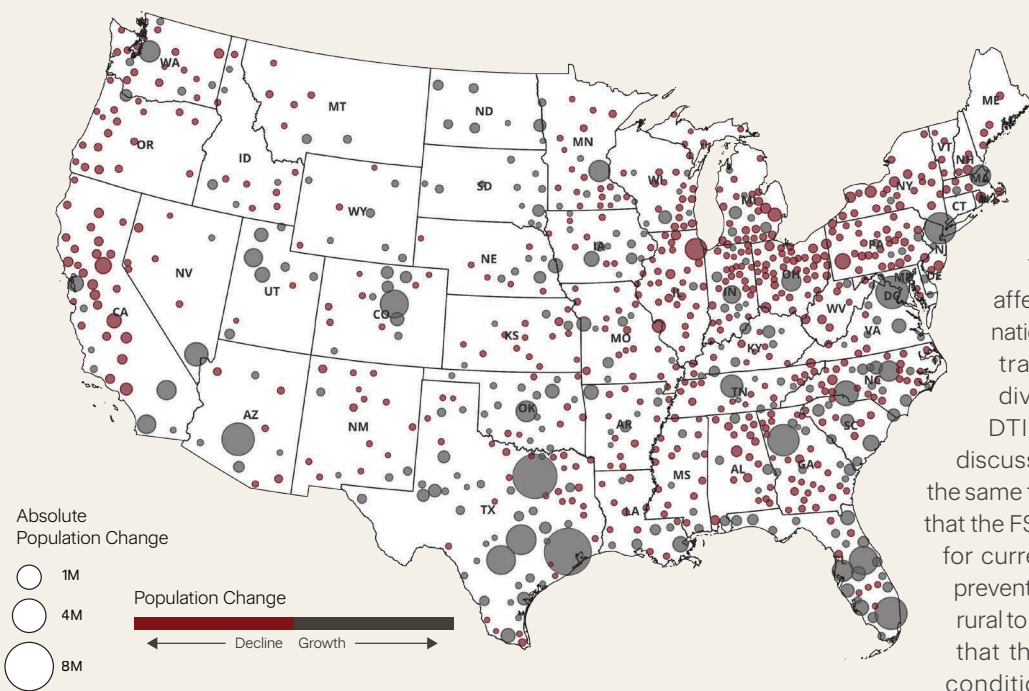 WA
MT
ND
ME
OR
MN
VT
ID
NH
SD
WI
NY
MA
WY
MI
CT
IA
PA
NE
NJ
NV
OH
MD
DE
UT
IL
IN
DC
CA
CO
WV
KS
MO
VA
KY
OK
TN
NC
AZ
NM
AR
SC
MS
AL
GA
TX
LA
FL
affe
natio
tra
div
DTI
discuss
the same t
that the FS
for curre
prevent
rural to
that th
conditio
Absolute
Population Change
1M
4M
8M
Population Change
Decline Growth